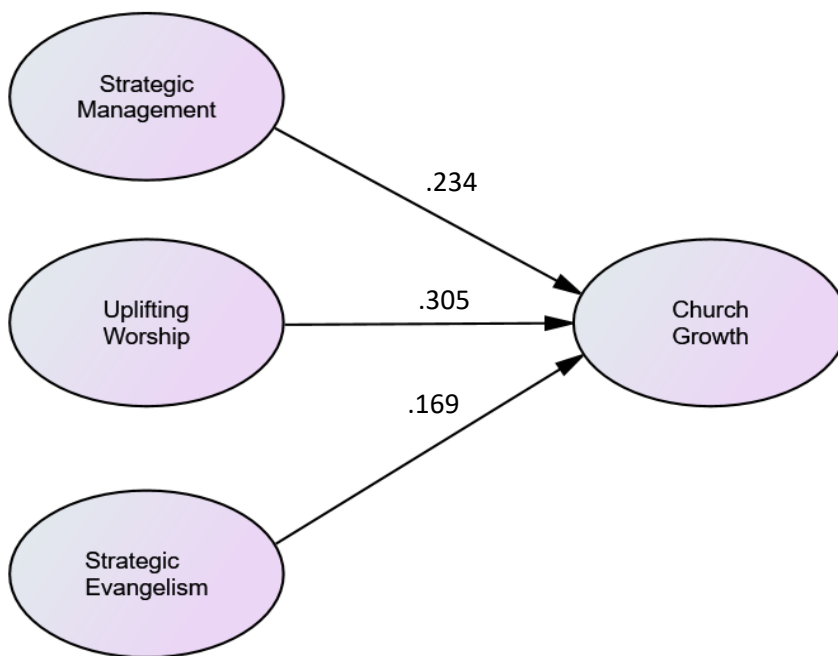 Strategic
Management
.234
Uplifting
Worship
.305
Church
Growth
.169
Strategic
Evangelism